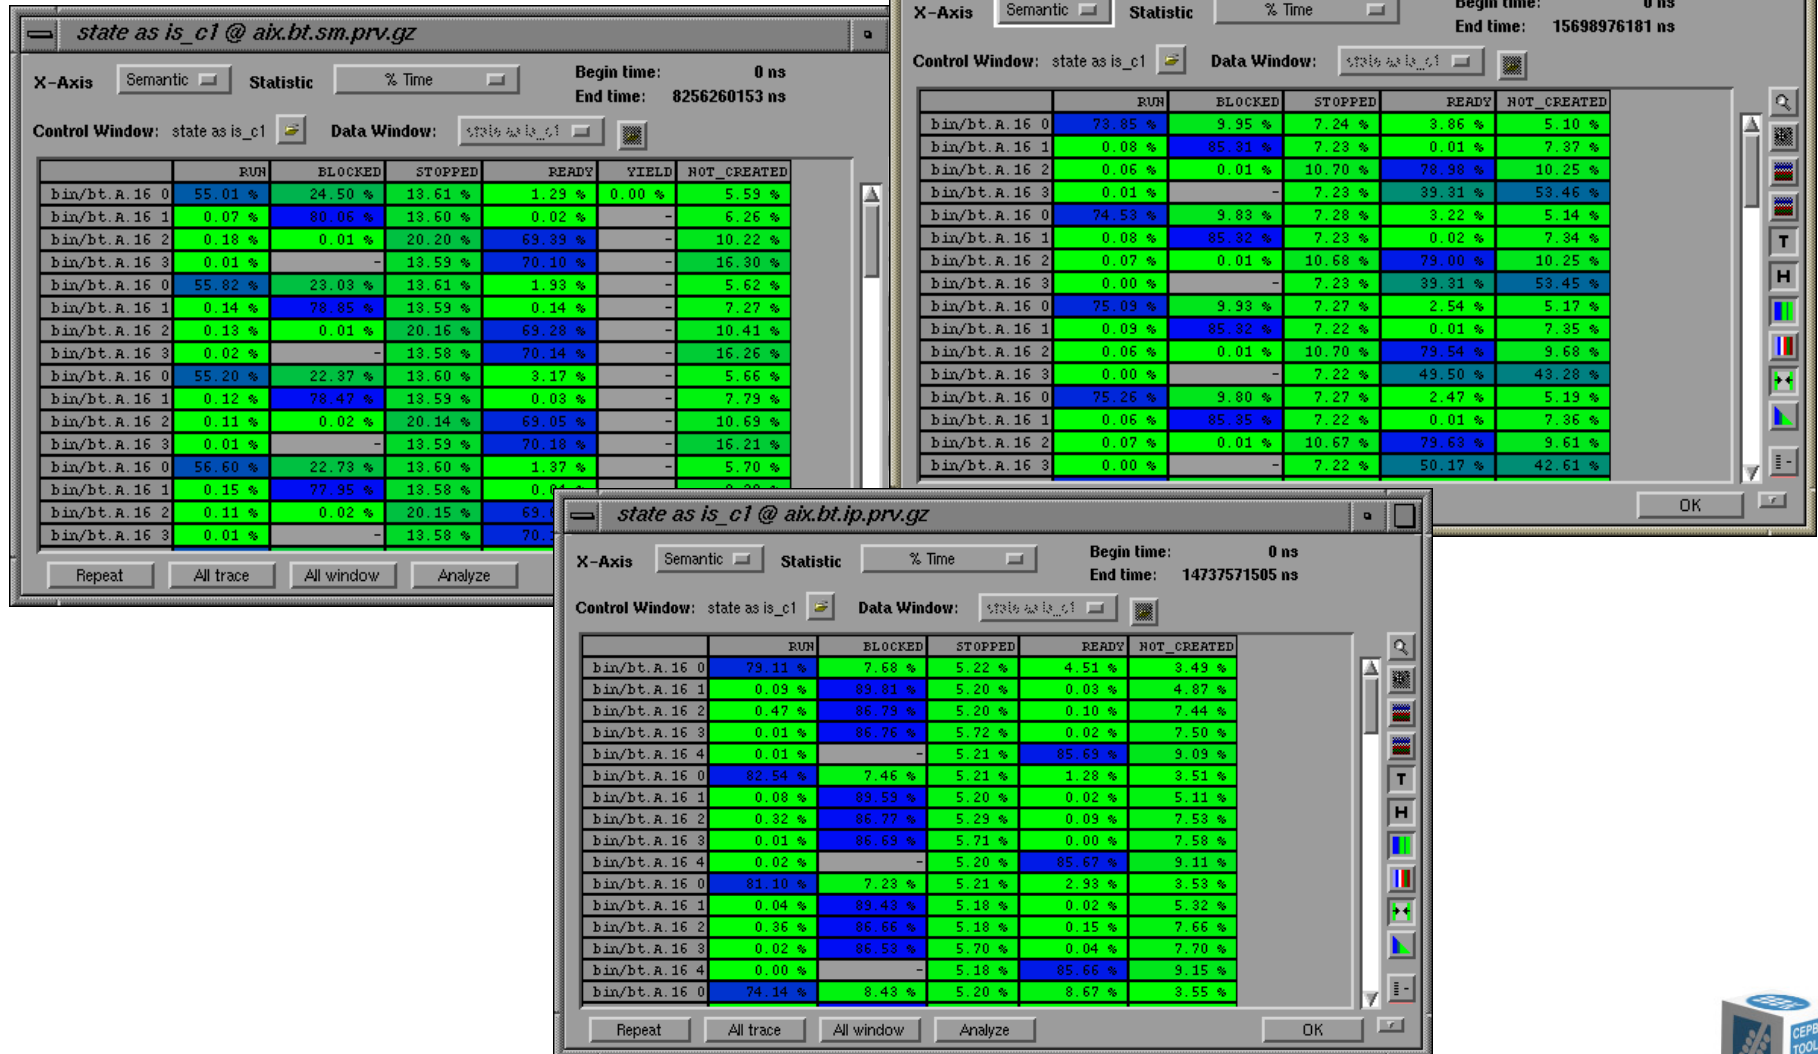 state as is_c1 @ aix.bt.sm.prv.gz
X-Axis Semantic Statistic % Time Begin time: 0 ns
End time: 8256260153 ns
Control Window: state as is_c1 Data Window: state as is_c1
RUN BLOCKED STOPPED READY YIELD NOT_CREATED
bin/bt.A.16 0 55.01 % 24.50 % 13.61 % 1.29 % 0.00 % 5.59 %
bin/bt.A.16 1 0.07 % 80.06 % 13.60 % 0.02 % - 6.26 %
bin/bt.A.16 2 0.18 % 0.01 % 20.20 % 69.39 % - 10.22 %
bin/bt.A.16 3 0.01 % - 13.59 % 70.10 % - 16.30 %
bin/bt.A.16 0 55.82 % 23.03 % 13.61 % 1.93 % - 5.62 %
bin/bt.A.16 1 0.14 % 78.85 % 13.59 % 0.14 % - 7.27 %
bin/bt.A.16 2 0.13 % 0.01 % 20.16 % 69.28 % - 10.41 %
bin/bt.A.16 3 0.02 % - 13.58 % 70.14 % - 16.26 %
bin/bt.A.16 0 55.20 % 22.37 % 13.60 % 3.17 % - 5.66 %
bin/bt.A.16 1 0.12 % 78.47 % 13.59 % 0.03 % - 7.79 %
bin/bt.A.16 2 0.11 % 0.02 % 20.14 % 69.05 % - 10.69 %
bin/bt.A.16 3 0.01 % - 13.59 % 70.18 % - 16.21 %
bin/bt.A.16 0 56.60 % 22.73 % 13.60 % 1.37 % - 5.70 %
bin/bt.A.16 1 0.15 % 77.95 % 13.58 %
bin/bt.A.16 2 0.11 % 0.02 % 20.15 %
bin/bt.A.16 3 0.01 % - 13.58 %
Repeat All trace All window Analyze
X-Axis Semantic Statistic % Time Begin time: 0 ns
End time: 15698976181 ns
Control Window: state as is_c1 Data Window: state as is_c1
RUN BLOCKED STOPPED READY NOT_CREATED
bin/bt.A.16 0 73.85 % 9.95 % 7.24 % 3.86 % 5.10 %
bin/bt.A.16 1 0.08 % 85.31 % 7.23 % 0.01 % 7.37 %
bin/bt.A.16 2 0.06 % 0.01 % 10.70 % 78.98 % 10.25 %
bin/bt.A.16 3 0.01 % - 7.23 % 39.31 % 53.46 %
bin/bt.A.16 0 74.53 % 9.83 % 7.28 % 3.22 % 5.14 %
bin/bt.A.16 1 0.08 % 85.32 % 7.23 % 0.02 % 7.34 %
bin/bt.A.16 2 0.07 % 0.01 % 10.68 % 79.00 % 10.25 %
bin/bt.A.16 3 0.00 % - 7.23 % 39.31 % 53.45 %
bin/bt.A.16 0 75.09 % 9.93 % 7.27 % 2.54 % 5.17 %
bin/bt.A.16 1 0.09 % 85.32 % 7.22 % 0.01 % 7.35 %
bin/bt.A.16 2 0.06 % 0.01 % 10.70 % 79.54 % 9.68 %
bin/bt.A.16 3 0.00 % - 7.22 % 49.50 % 43.28 %
bin/bt.A.16 0 75.26 % 9.80 % 7.27 % 2.47 % 5.19 %
bin/bt.A.16 1 0.06 % 85.35 % 7.22 % 0.01 % 7.36 %
bin/bt.A.16 2 0.07 % 0.01 % 10.67 % 79.63 % 9.61 %
bin/bt.A.16 3 0.00 % - 7.22 % 50.17 % 42.61 %
T
H
OK
state as is_c1 @ aix.bt.ip.prv.gz
X-Axis Semantic Statistic % Time Begin time: 0 ns
End time: 14737571505 ns
Control Window: state as is_c1 Data Window: state as is_c1
RUN BLOCKED STOPPED READY NOT_CREATED
bin/bt.A.16 0 79.11 % 7.68 % 5.22 % 4.51 % 3.49 %
bin/bt.A.16 1 0.09 % 89.81 % 5.20 % 0.03 % 4.87 %
bin/bt.A.16 2 0.47 % 86.79 % 5.20 % 0.10 % 7.44 %
bin/bt.A.16 3 0.01 % 86.76 % 5.72 % 0.02 % 7.50 %
bin/bt.A.16 4 0.01 % - 5.21 % 85.69 % 9.09 %
bin/bt.A.16 0 82.54 % 7.46 % 5.21 % 1.28 % 3.51 %
bin/bt.A.16 1 0.08 % 89.59 % 5.20 % 0.02 % 5.11 %
bin/bt.A.16 2 0.32 % 86.77 % 5.29 % 0.09 % 7.53 %
bin/bt.A.16 3 0.01 % 86.69 % 5.71 % 0.00 % 7.58 %
bin/bt.A.16 4 0.02 % - 5.20 % 85.67 % 9.11 %
bin/bt.A.16 0 81.10 % 7.23 % 5.21 % 2.93 % 3.53 %
bin/bt.A.16 1 0.04 % 89.43 % 5.18 % 0.02 % 5.32 %
bin/bt.A.16 2 0.36 % 86.66 % 5.18 % 0.15 % 7.66 %
bin/bt.A.16 3 0.02 % 86.53 % 5.70 % 0.04 % 7.70 %
bin/bt.A.16 4 0.00 % - 5.18 % 85.66 % 9.15 %
bin/bt.A.16 0 74.14 % 8.43 % 5.20 % 8.67 % 3.55 %
T
H
Repeat All trace All window Analyze OK